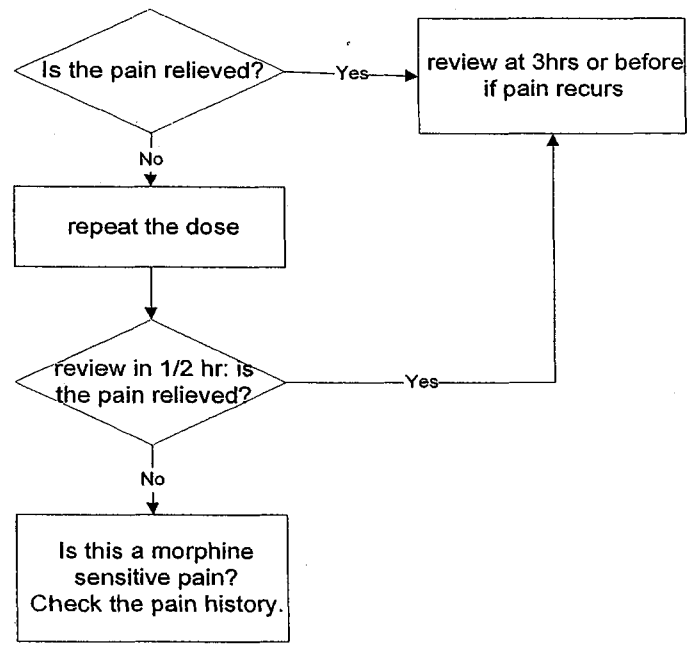 Is the pain relieved?
Yes
review at 3hrs or before
if pain recurs
No
repeat the dose
review in 1/2 hr: is
the pain relieved?
Yes
No
Is this a morphine
sensitive pain?
Check the pain history.